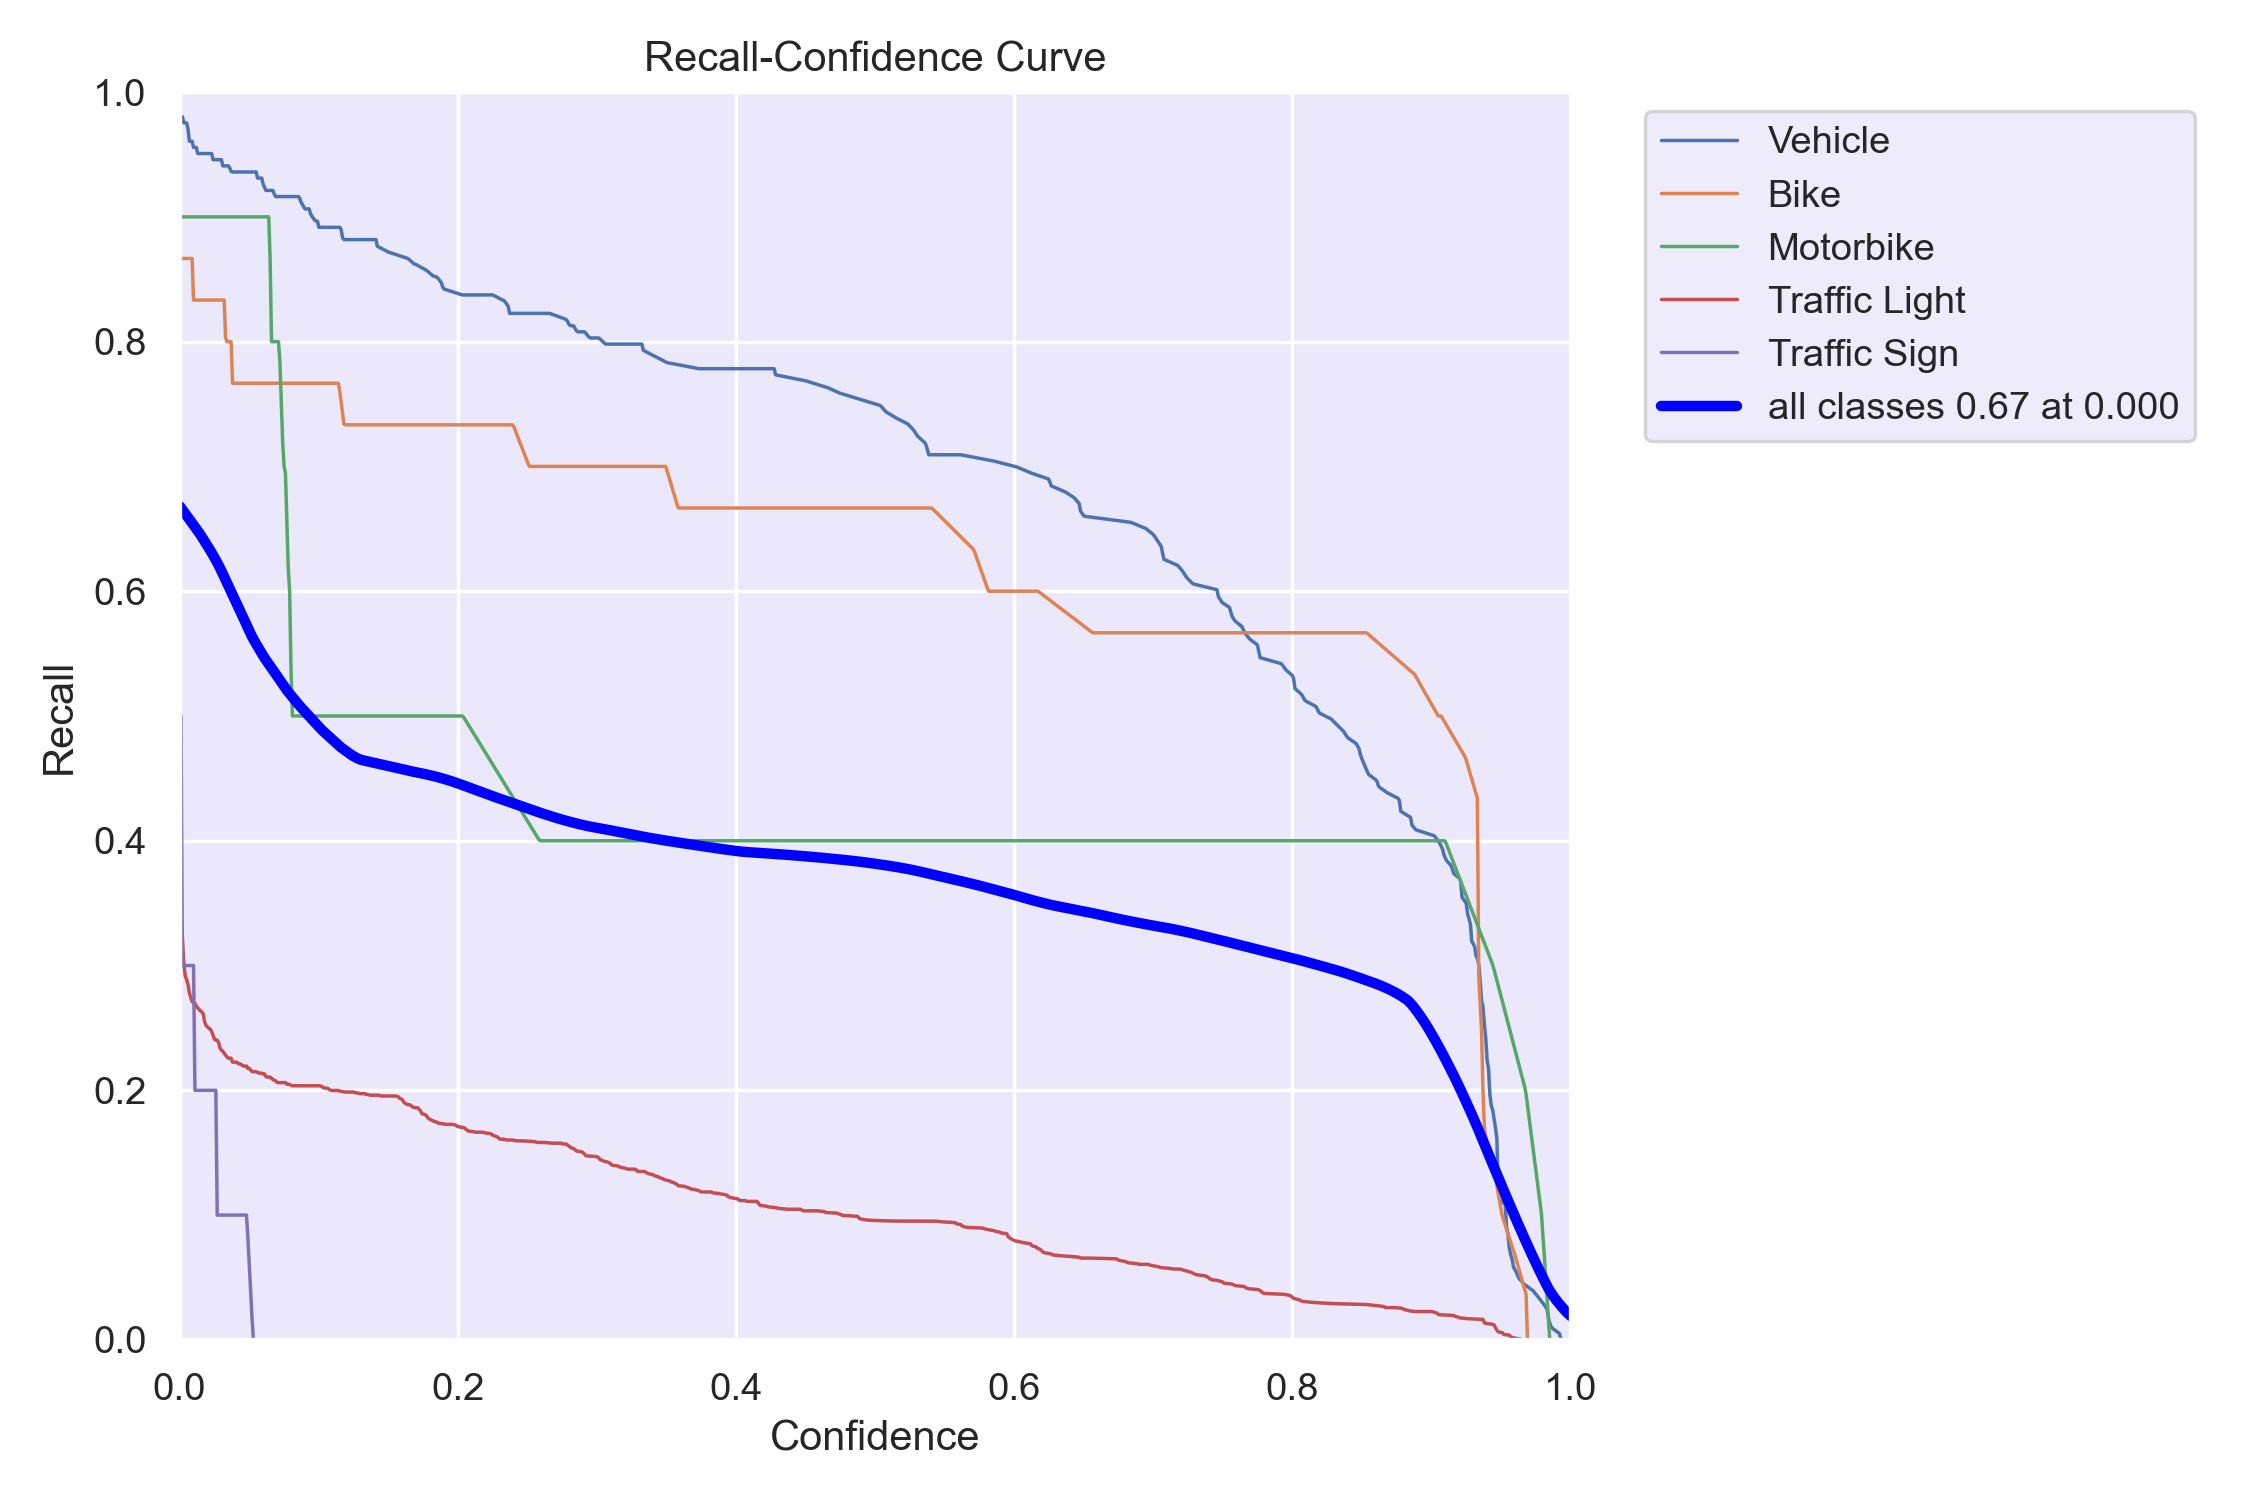 Recall-Confidence Curve
1.0
0.8
0.6
0.4
0.2
0.0
Recall
0.0 0.2 0.4 0.6 0.8 1.0
Confidence
Vehicle
Bike
Motorbike
Traffic Light
Traffic Sign
all classes 0.67 at 0.000